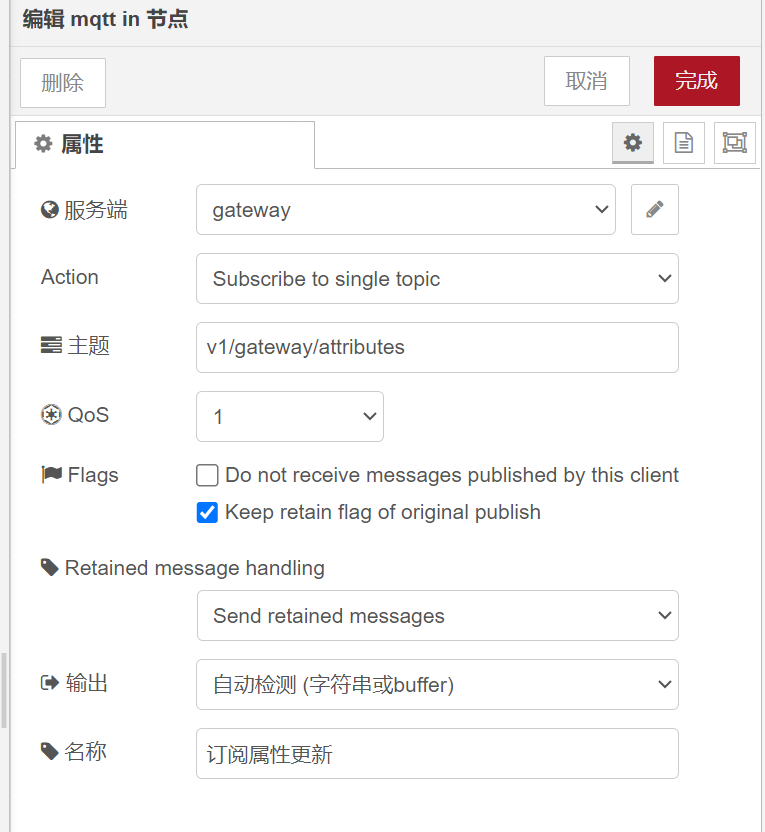 编辑 mqtt in 节点
删除 取消 完成
属性
服务端 gateway
Action Subscribe to single topic
主题 v1/gateway/attributes
QoS 1
Flags Do not receive messages published by this client
Keep retain flag of original publish
Retained message handling
Send retained messages
输出 自动检测 (字符串或buffer)
名称 订阅属性更新